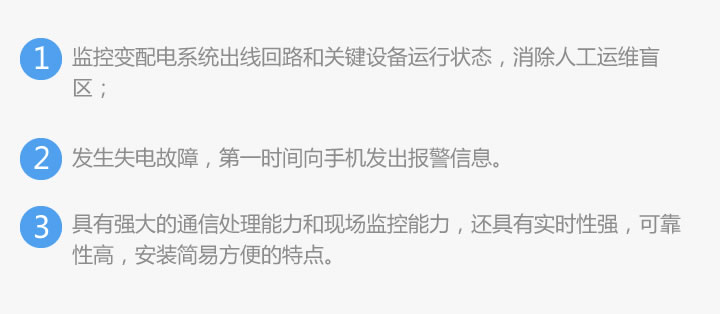 1 监控变配电系统出线回路和关键设备运行状态，消除人工运维盲
区；
2 发生失电故障，第一时间向手机发出报警信息。
3 具有强大的通信处理能力和现场监控能力，还具有实时性强，可靠
性高，安装简易方便的特点。